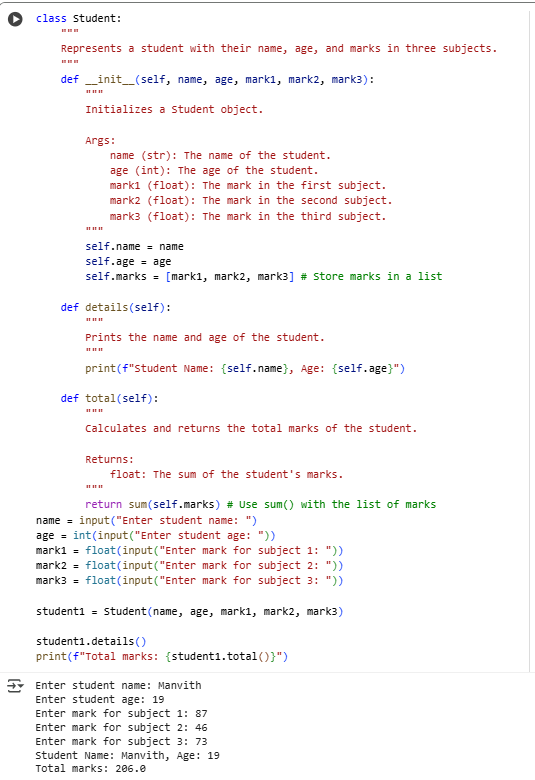 class Student:
    """
    Represents a student with their name, age, and marks in three subjects.
    """
    def __init__(self, name, age, mark1, mark2, mark3):
        """
        Initializes a Student object.

        Args:
            name (str): The name of the student.
            age (int): The age of the student.
            mark1 (float): The mark in the first subject.
            mark2 (float): The mark in the second subject.
            mark3 (float): The mark in the third subject.
        """
        self.name = name
        self.age = age
        self.marks = [mark1, mark2, mark3] # Store marks in a list

    def details(self):
        """
        Prints the name and age of the student.
        """
        print(f"Student Name: {self.name}, Age: {self.age}")

    def total(self):
        """
        Calculates and returns the total marks of the student.

        Returns:
            float: The sum of the student's marks.
        """
        return sum(self.marks) # Use sum() with the list of marks
name = input("Enter student name: ")
age = int(input("Enter student age: "))
mark1 = float(input("Enter mark for subject 1: "))
mark2 = float(input("Enter mark for subject 2: "))
mark3 = float(input("Enter mark for subject 3: "))

student1 = Student(name, age, mark1, mark2, mark3)

student1.details()
print(f"Total marks: {student1.total()}")
Enter student name: Manvith
Enter student age: 19
Enter mark for subject 1: 87
Enter mark for subject 2: 46
Enter mark for subject 3: 73
Student Name: Manvith, Age: 19
Total marks: 206.0